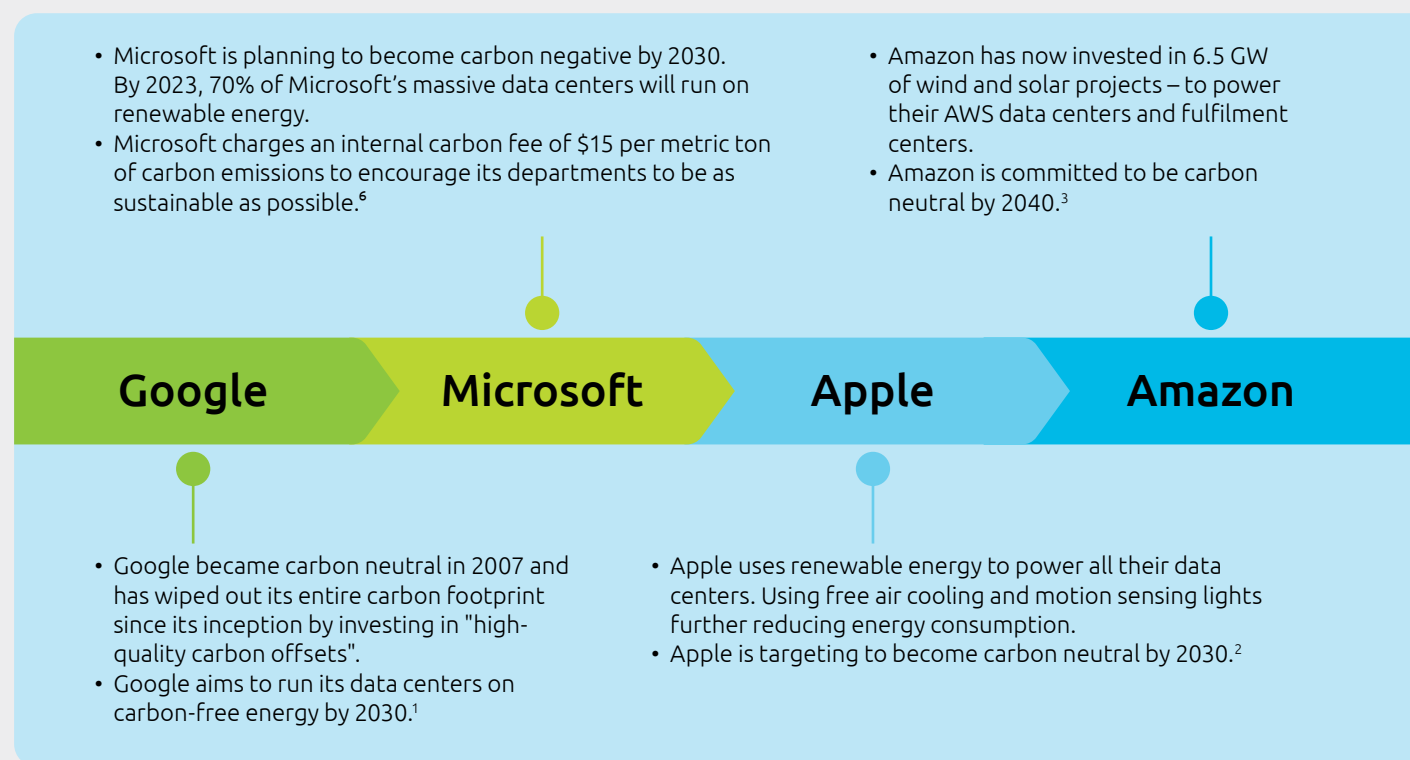 • Microsoft is planning to become carbon negative by 2030.
By 2023, 70% of Microsoft's massive data centers will run on
renewable energy.
• Microsoft charges an internal carbon fee of $15 per metric ton
of carbon emissions to encourage its departments to be as
sustainable as possible.⁶
• Amazon has now invested in 6.5 GW
of wind and solar projects – to power
their AWS data centers and fulfilment
centers.
• Amazon is committed to be carbon
neutral by 2040.³
Google
Microsoft
Apple
Amazon
• Google became carbon neutral in 2007 and
has wiped out its entire carbon footprint
since its inception by investing in "high-
quality carbon offsets".
• Google aims to run its data centers on
carbon-free energy by 2030.¹
• Apple uses renewable energy to power all their data
centers. Using free air cooling and motion sensing lights
further reducing energy consumption.
• Apple is targeting to become carbon neutral by 2030.²